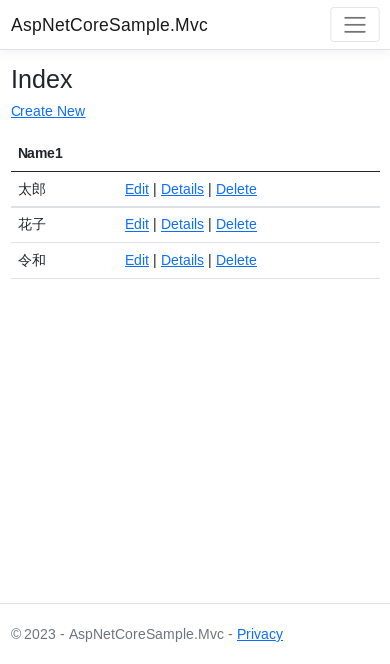 AspNetCoreSample.Mvc
Index
Create New
Name1
太郎 Edit | Details | Delete
花子 Edit | Details | Delete
令和 Edit | Details | Delete
© 2023 - AspNetCoreSample.Mvc - Privacy